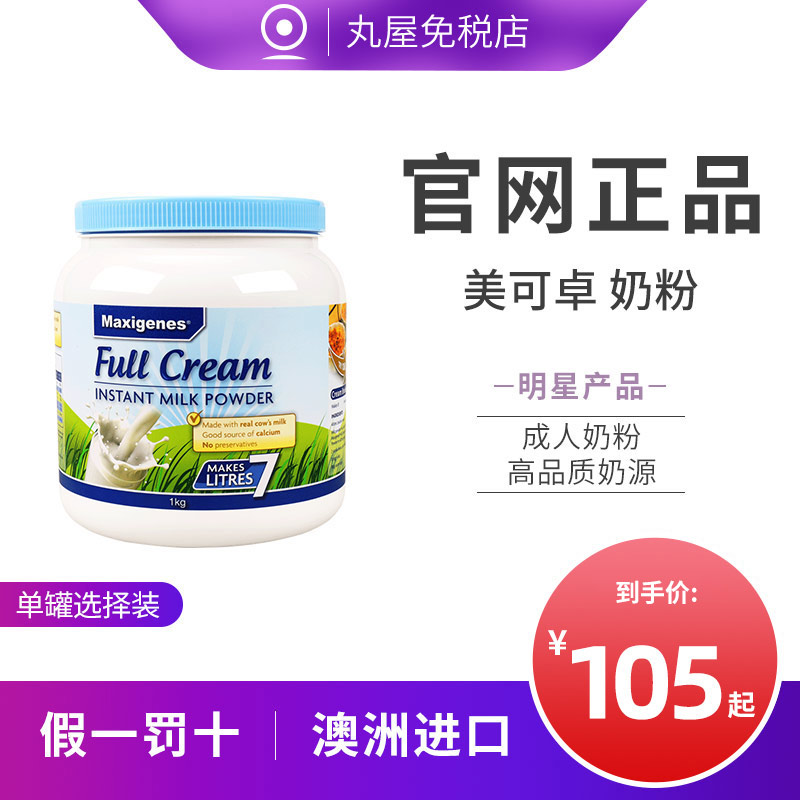 丸屋免税店
官网正品
美可卓 奶粉
明星产品
成人奶粉
高品质奶源
Maxigenes®
Full Cream
INSTANT MILK POWDER
Made with real cow's milk
Good source of calcium
No preservatives
MAKES
LITRES 7
1kg
单罐选择装
到手价:
¥105起
假一罚十
澳洲进口